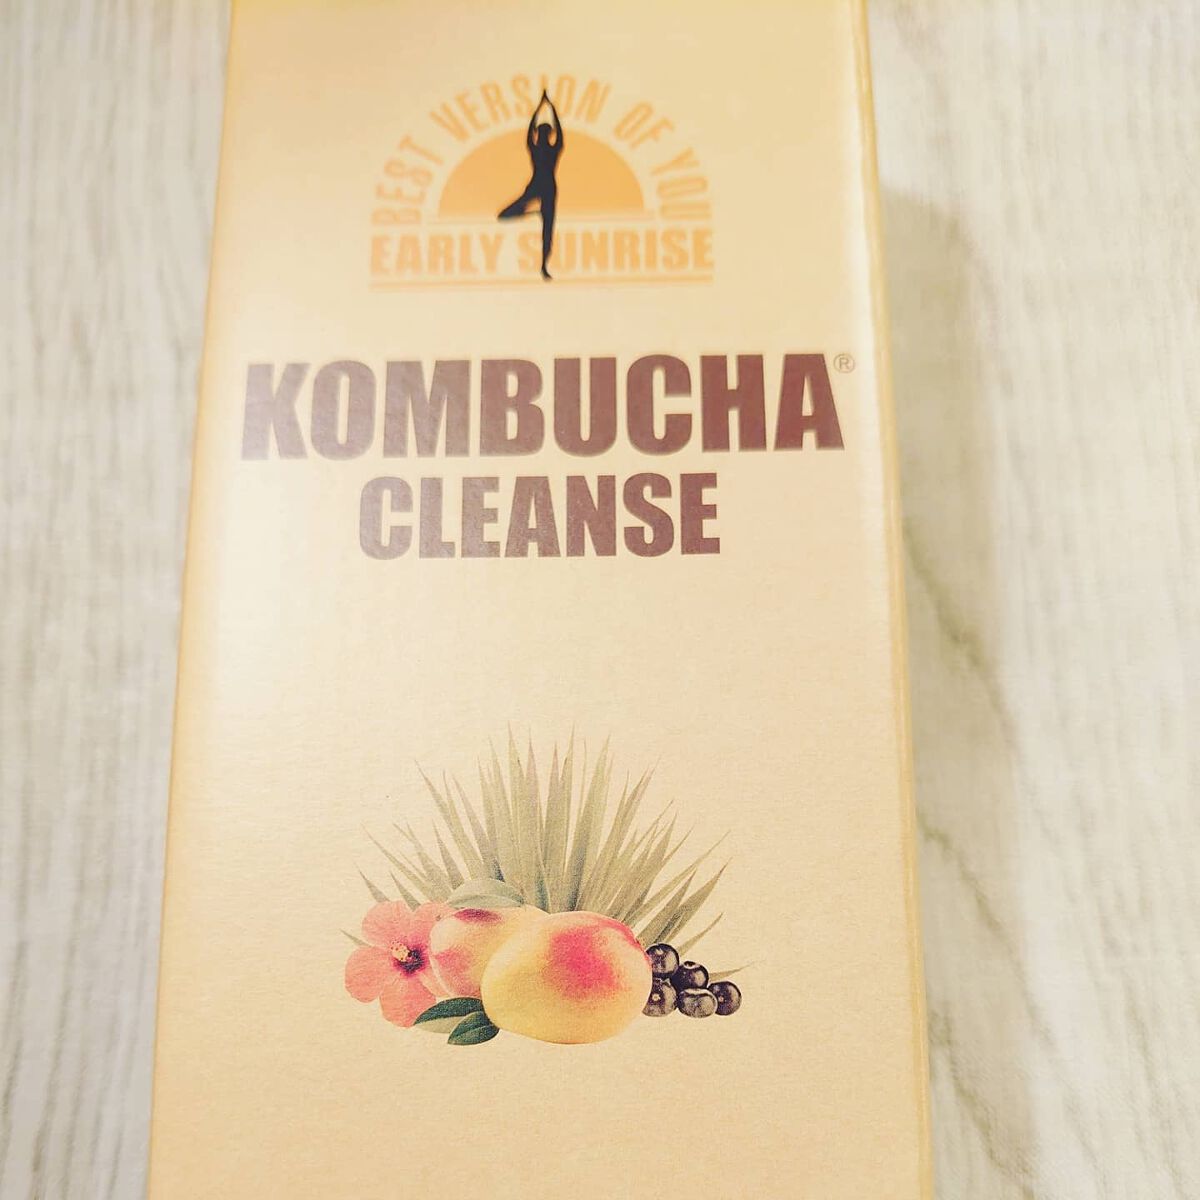 BEST VERSION OF YOU
EARLY SUNRISE
KOMBUCHA®
CLEANSE